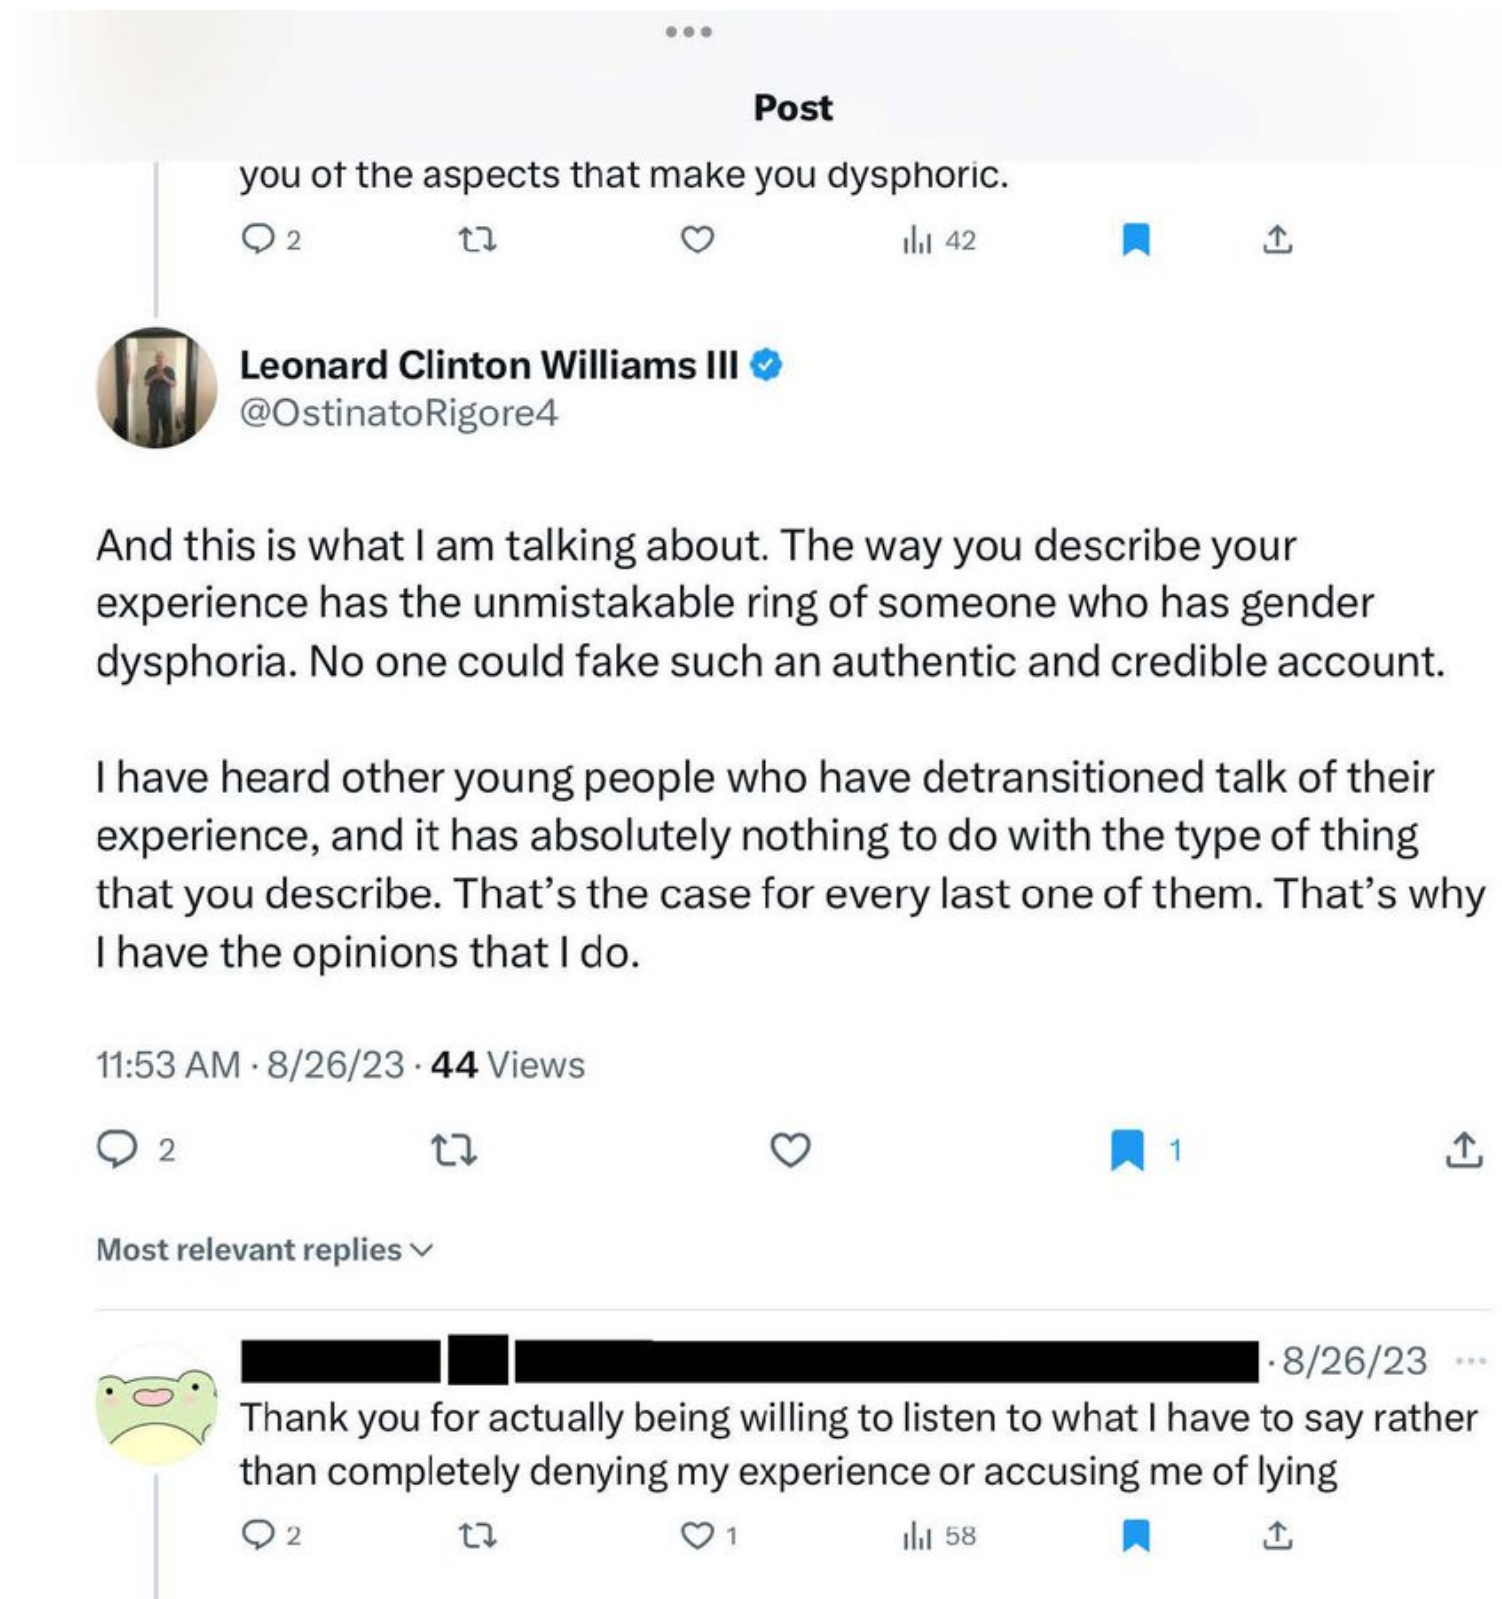 Post
you of the aspects that make you dysphoric.
2 42
Leonard Clinton Williams III
@OstinatoRigore4
And this is what I am talking about. The way you describe your
experience has the unmistakable ring of someone who has gender
dysphoria. No one could fake such an authentic and credible account.
I have heard other young people who have detransitioned talk of their
experience, and it has absolutely nothing to do with the type of thing
that you describe. That’s the case for every last one of them. That’s why
I have the opinions that I do.
11:53 AM · 8/26/23 · 44 Views
2 1
Most relevant replies
· 8/26/23
Thank you for actually being willing to listen to what I have to say rather
than completely denying my experience or accusing me of lying
2 1 58